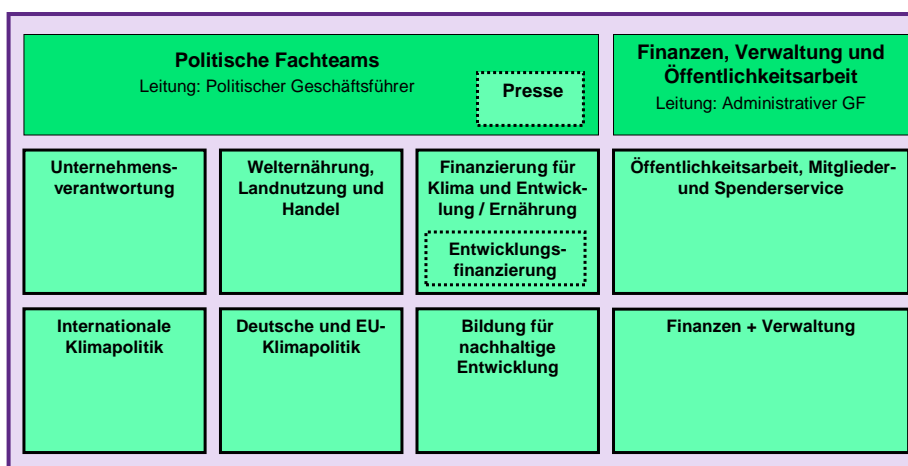 Politische Fachteams
Leitung: Politischer Geschäftsführer
Presse
Finanzen, Verwaltung und
Öffentlichkeitsarbeit
Leitung: Administrativer GF
Unternehmens-
verantwortung
Welternährung,
Landnutzung und
Handel
Finanzierung für
Klima und Entwick-
lung / Ernährung
Entwicklungs-
finanzierung
Öffentlichkeitsarbeit, Mitglieder-
und Spenderservice
Internationale
Klimapolitik
Deutsche und EU-
Klimapolitik
Bildung für
nachhaltige
Entwicklung
Finanzen + Verwaltung